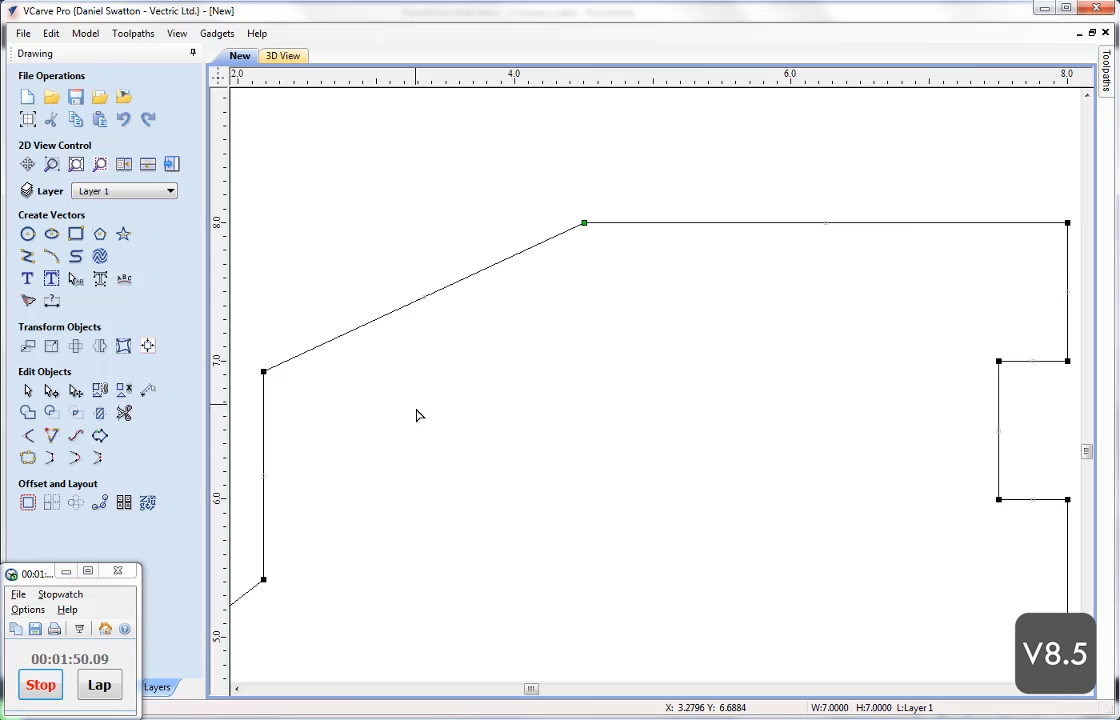 VCarve Pro {Daniel Swatton - Vectric Ltd.} - [New]
File Edit Model Toolpaths View Gadgets Help
Drawing
New 3D View
Toolpaths
2.0 4.0 6.0 8.0
File Operations
2D View Control
Layer Layer 1
Create Vectors
8.0
Transform Objects
7.0
Edit Objects
6.0
Offset and Layout
5.0
00:01:...
File Stopwatch
Options Help
00:01:50.09
Stop Lap
Layers
V8.5
X: 3.2796 Y: 6.6884
W:7.0000 H:7.0000 L:Layer 1